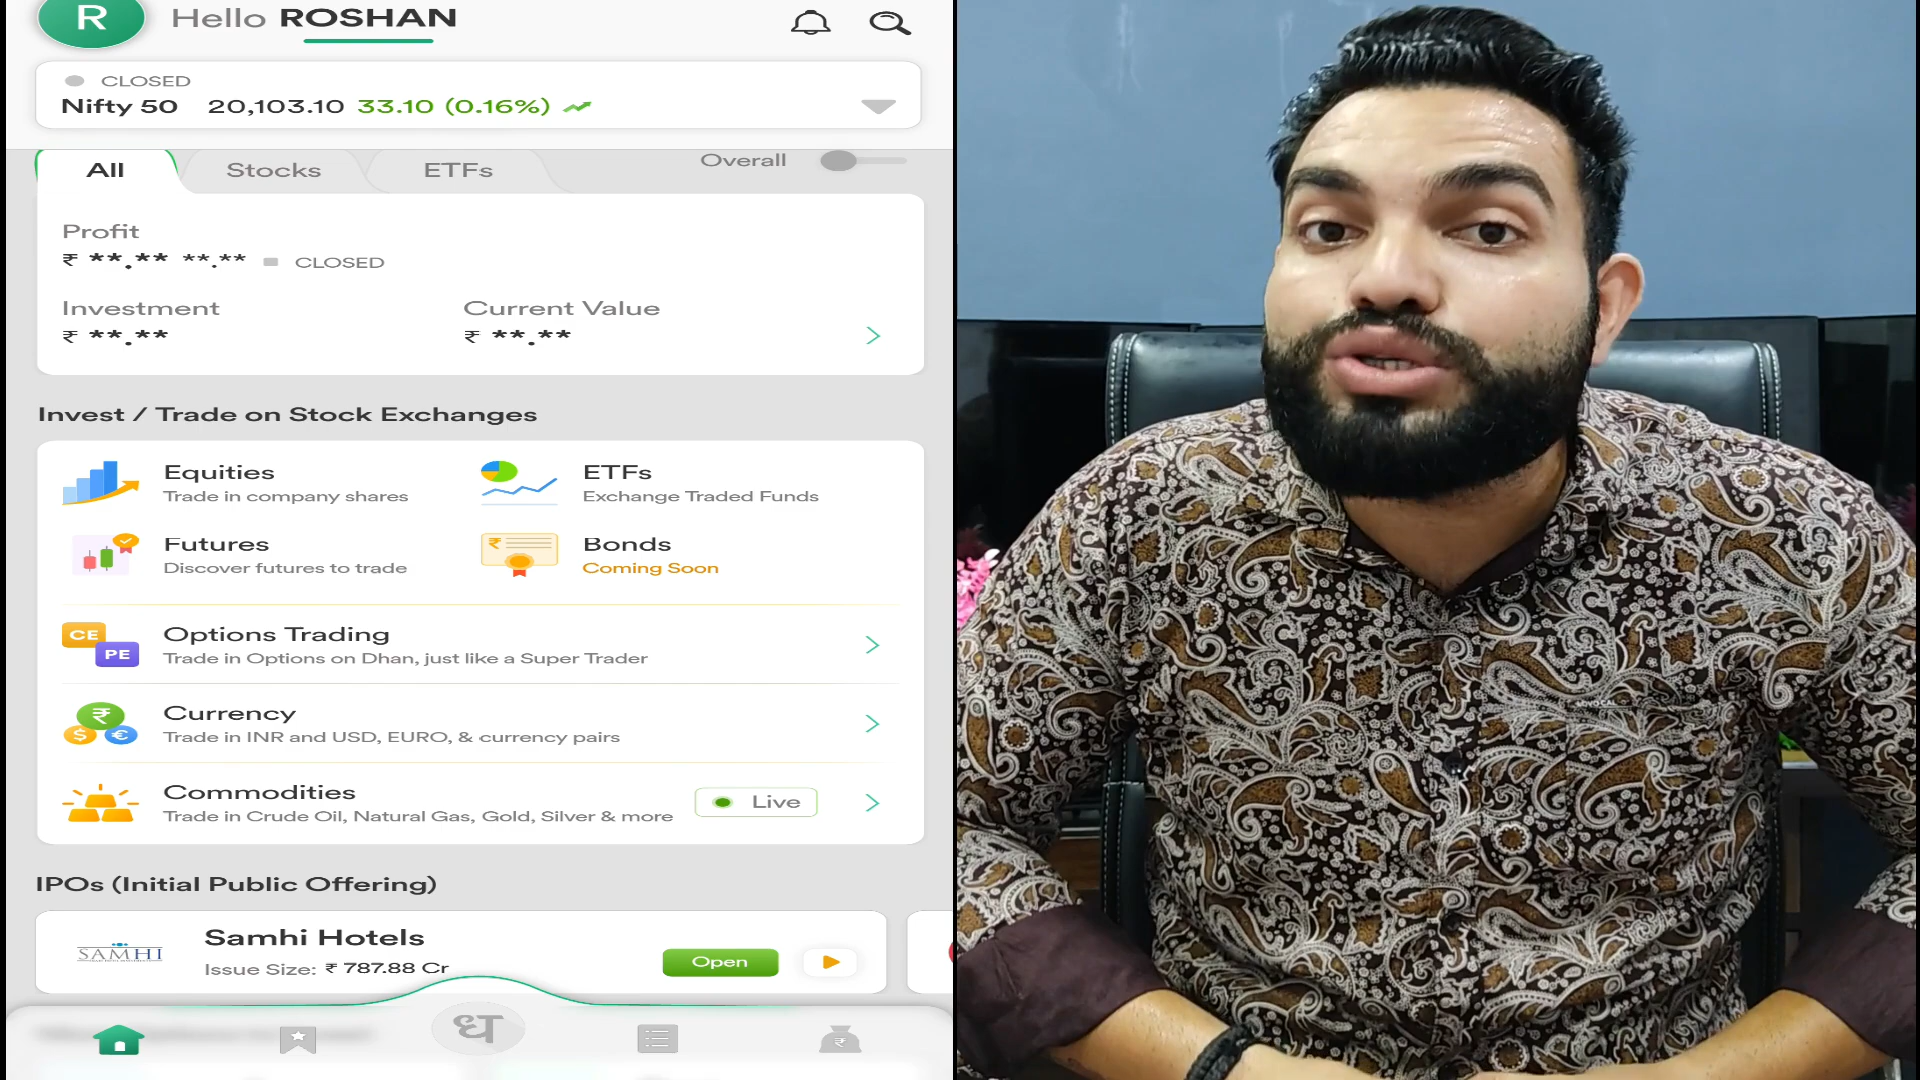 R
Hello ROSHAN
CLOSED
Nifty 50 20,103.10 33.10 (0.16%)
All Stocks ETFs Overall
Profit
₹ **.** **.** CLOSED
Investment Current Value
₹ **.** ₹ **.**
Invest / Trade on Stock Exchanges
Equities ETFs
Trade in company shares Exchange Traded Funds
Futures Bonds
Discover futures to trade Coming Soon
CE PE
Options Trading
Trade in Options on Dhan, just like a Super Trader
Currency
Trade in INR and USD, EURO, & currency pairs
Commodities Live
Trade in Crude Oil, Natural Gas, Gold, Silver & more
IPOs (Initial Public Offering)
SAMHI
Samhi Hotels
Issue Size: ₹ 787.88 Cr Open
ध